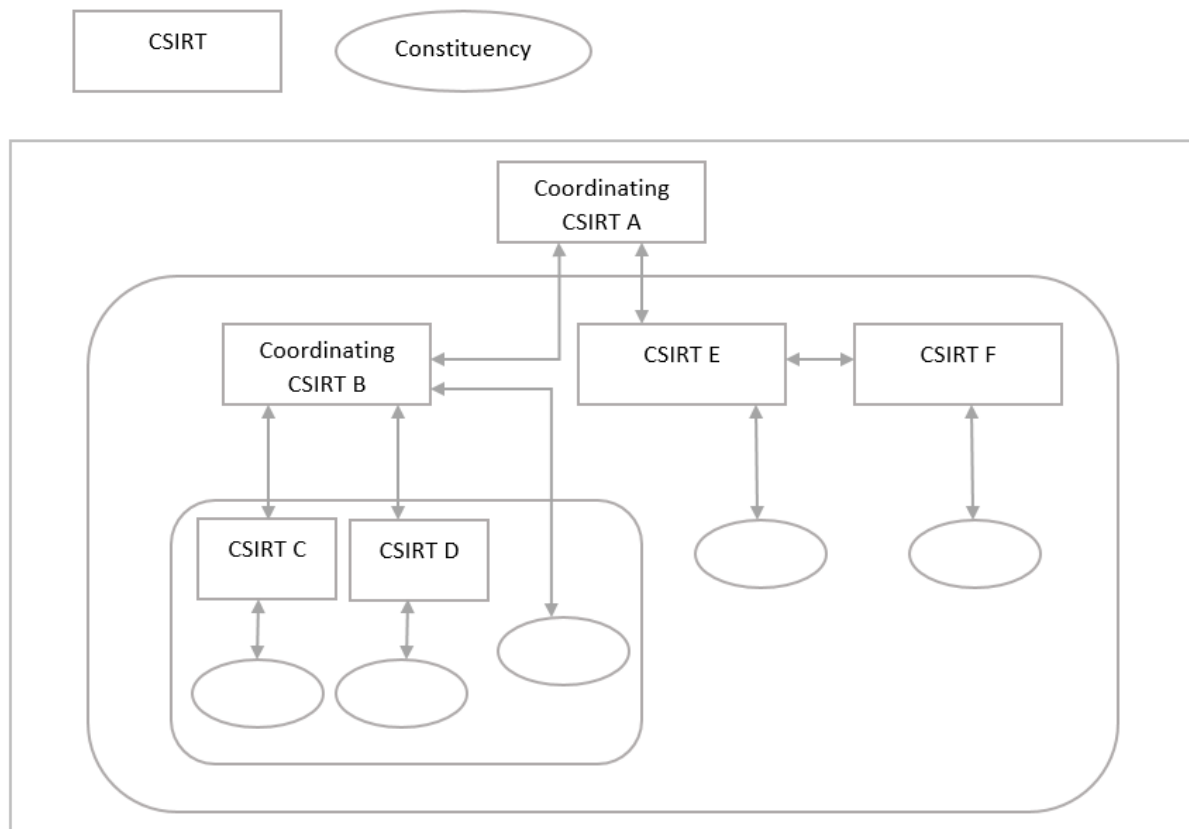 CSIRT
Constituency
Coordinating
CSIRT A
Coordinating
CSIRT B
CSIRT E
CSIRT F
CSIRT C
CSIRT D